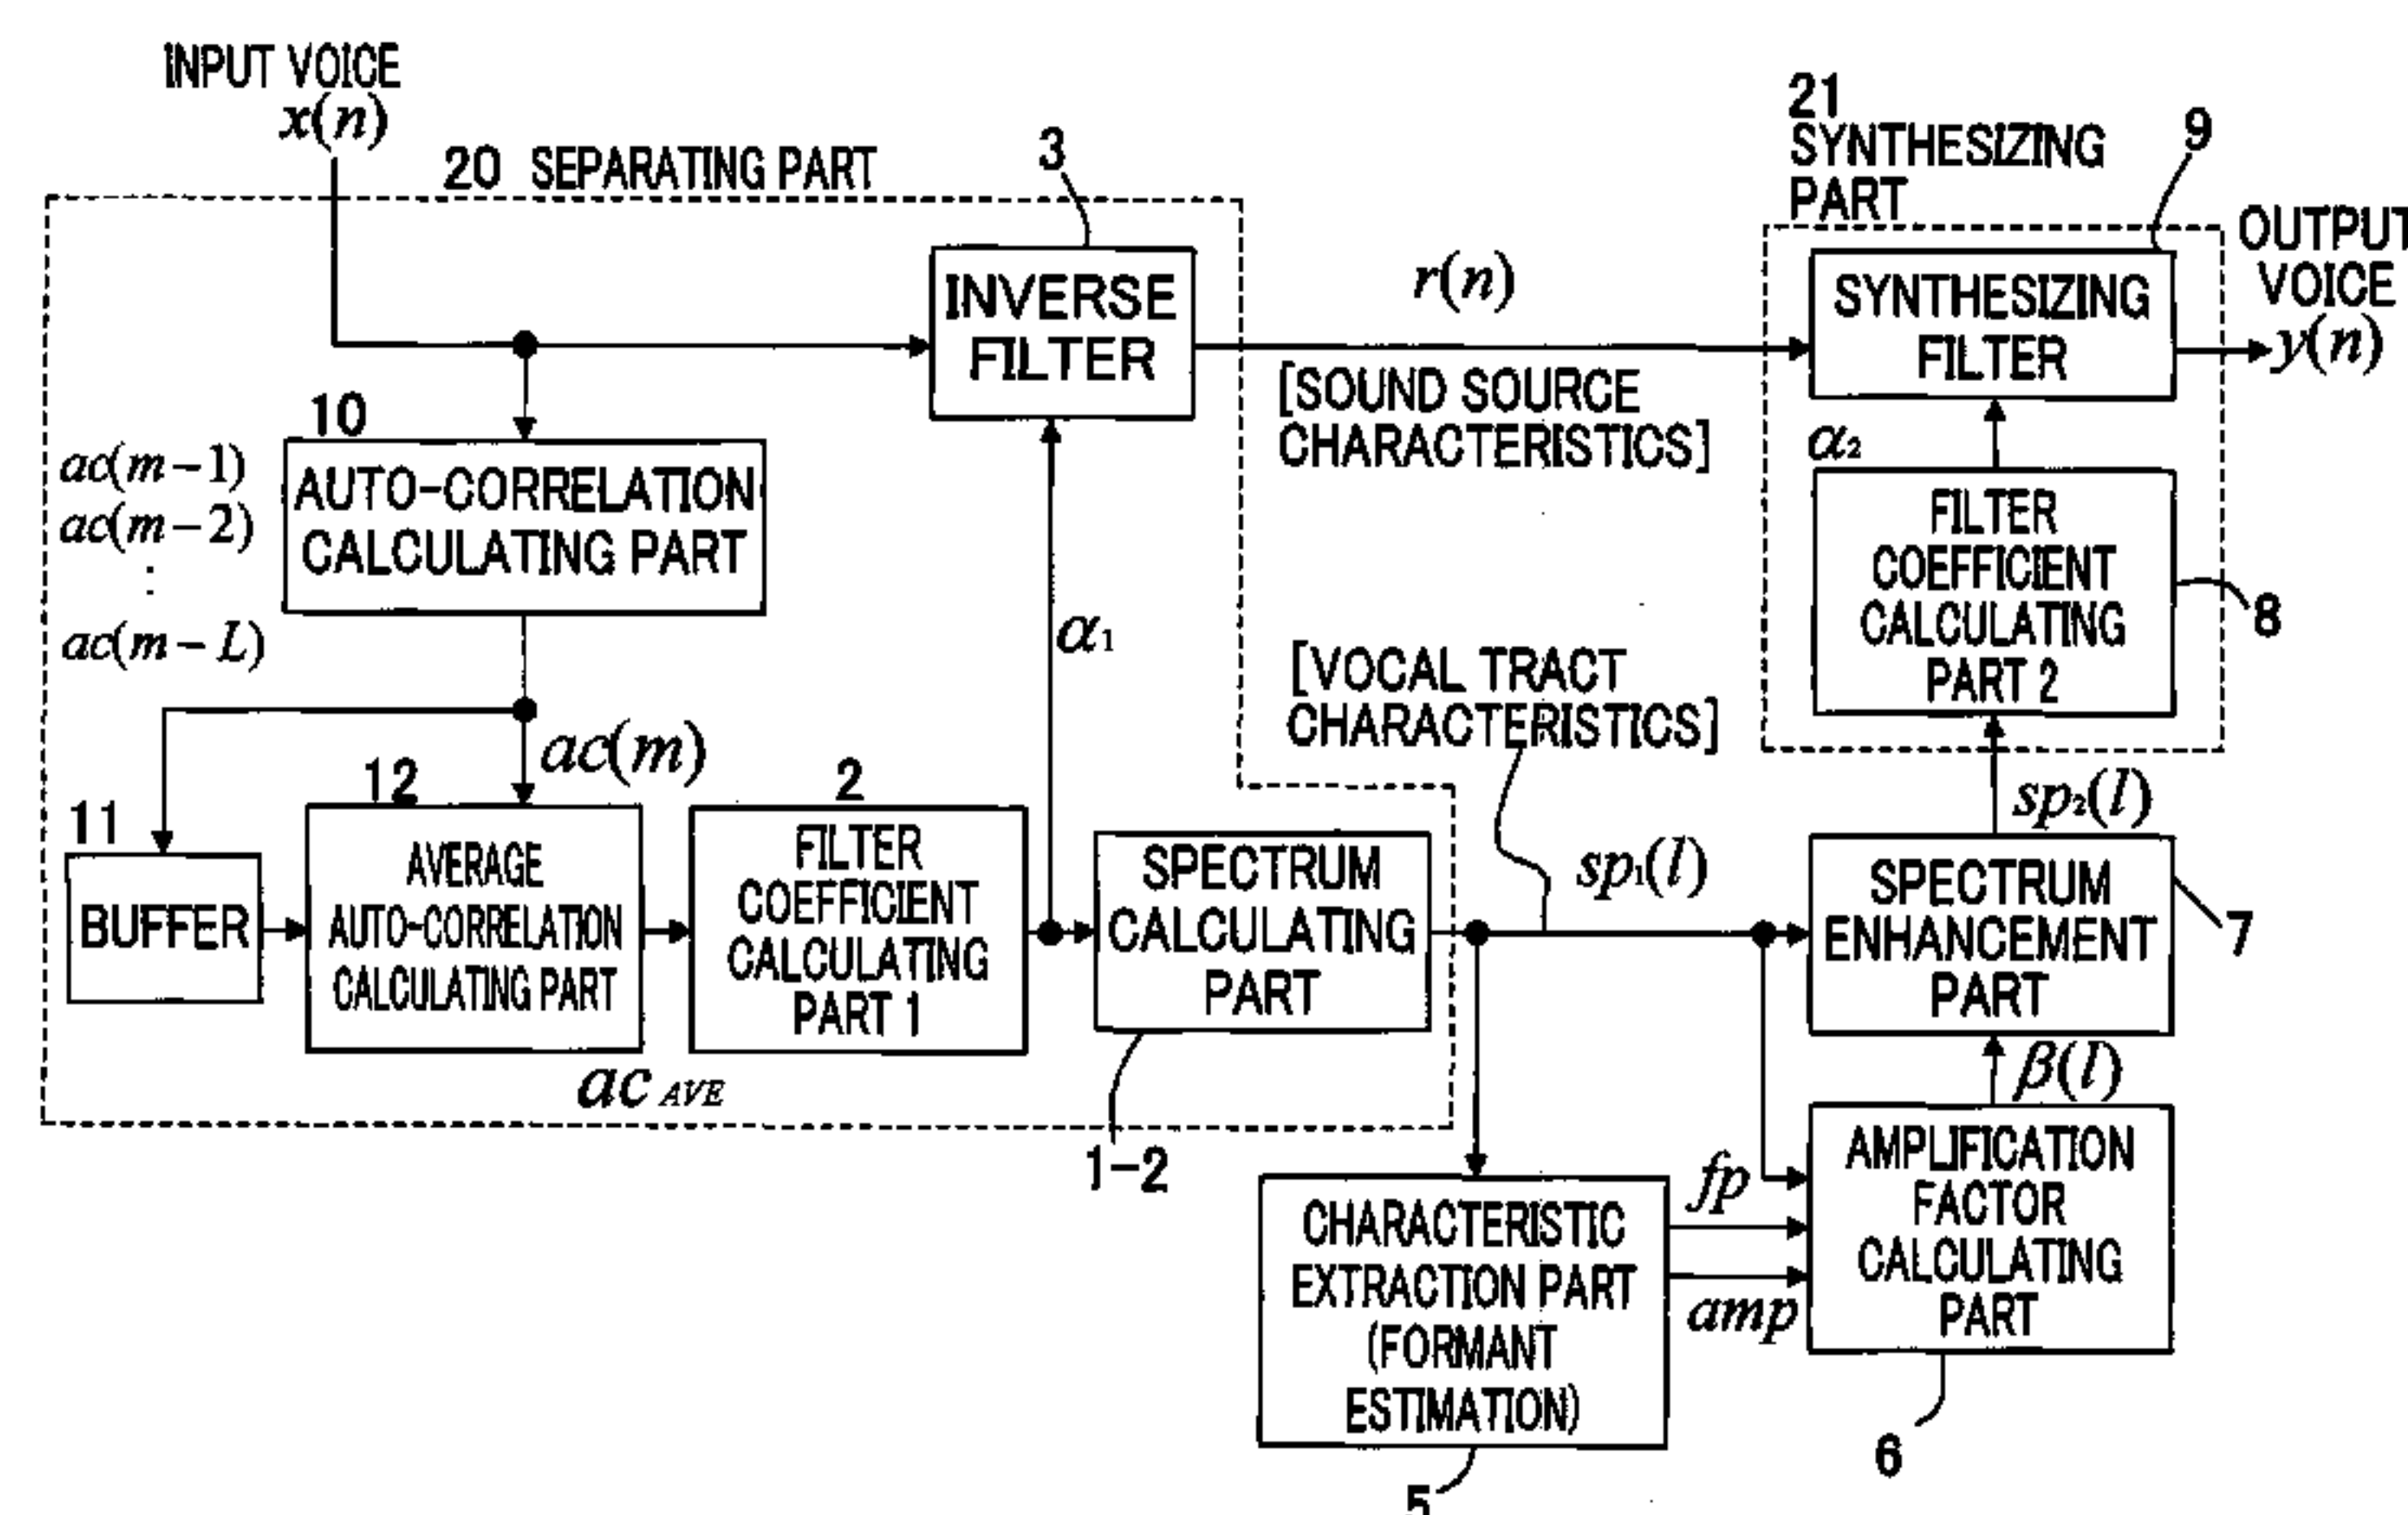 INPUT VOICE
x(n)
20 SEPARATING PART
3
INVERSE
FILTER
r(n)
[SOUND SOURCE
CHARACTERISTICS]
21
SYNTHESIZING
PART
9
SYNTHESIZING
FILTER
OUTPUT
VOICE
y(n)
α₂
FILTER
COEFFICIENT
CALCULATING
PART 2
8
10
AUTO-CORRELATION
CALCULATING PART
ac(m-1)
ac(m-2)
⋮
ac(m-L)
α₁
[VOCAL TRACT
CHARACTERISTICS]
ac(m)
11
BUFFER
12
AVERAGE
AUTO-CORRELATION
CALCULATING PART
ac AVE
2
FILTER
COEFFICIENT
CALCULATING
PART 1
SPECTRUM
CALCULATING
PART
1-2
sp₁(l)
sp₂(l)
SPECTRUM
ENHANCEMENT
PART
7
β(l)
CHARACTERISTIC
EXTRACTION PART
(FORMANT
ESTIMATION)
5
fp
amp
AMPLIFICATION
FACTOR
CALCULATING
PART
6